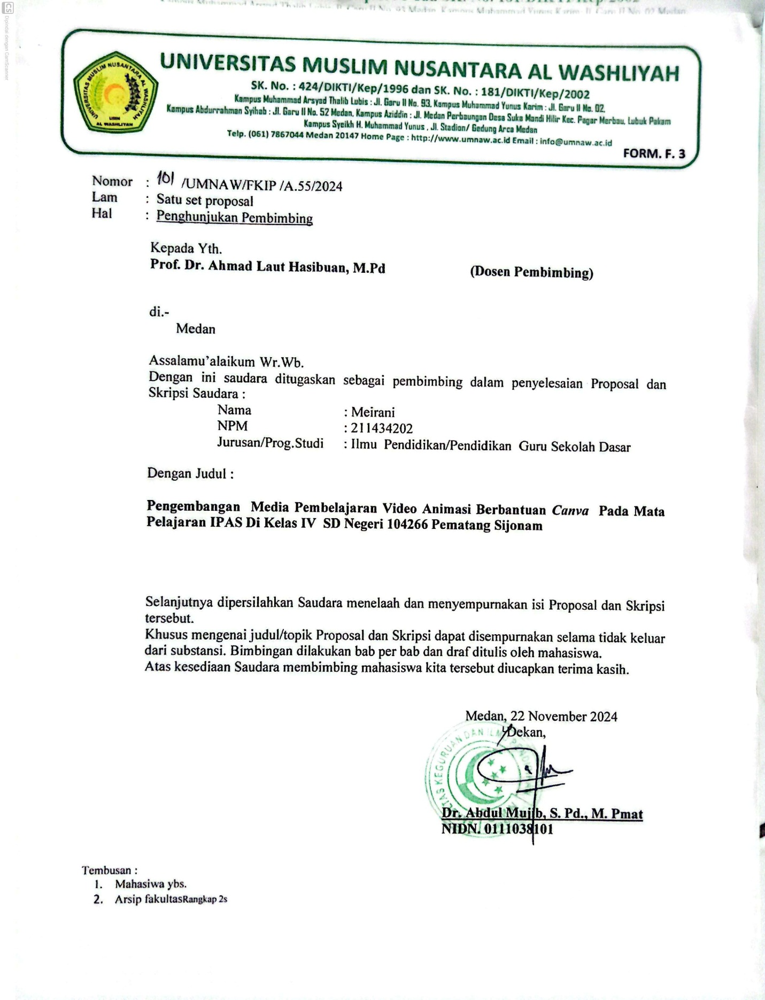 CS Dipindai dengan CamScanner
UNIVERSITAS MUSLIM NUSANTARA AL WASHLIYAH
UMN
AL WASHLIYAH
UNIVERSITAS MUSLIM NUSANTARA AL WASHLIYAH
SK. No. : 424/DIKTI/Kep/1996 dan SK. No. : 181/DIKTI/Kep/2002
Kampus Muhammad Arsyad Thalib Lubis : Jl. Garu II No. 93, Kampus Muhammad Yunus Karim : Jl. Garu II No. 02,
Kampus Abdurrahman Syihab : Jl. Garu II No. 52 Medan, Kampus Aziddin : Jl. Medan Perbaungan Desa Suka Mandi Hilir Kec. Pagar Merbau, Lubuk Pakam
Kampus Syeikh H. Muhammad Yunus , Jl. Stadion/ Gedung Arca Medan
Telp. (061) 7867044 Medan 20147 Home Page : http://www.umnaw.ac.id Email : info@umnaw.ac.id
FORM. F. 3
Nomor : 101 /UMNAW/FKIP /A.55/2024
Lam : Satu set proposal
Hal : Penghunjukan Pembimbing
Kepada Yth.
Prof. Dr. Ahmad Laut Hasibuan, M.Pd (Dosen Pembimbing)
di.-
Medan
Assalamu’alaikum Wr.Wb.
Dengan ini saudara ditugaskan sebagai pembimbing dalam penyelesaian Proposal dan
Skripsi Saudara :
Nama : Meirani
NPM : 211434202
Jurusan/Prog.Studi : Ilmu Pendidikan/Pendidikan Guru Sekolah Dasar
Dengan Judul :
Pengembangan Media Pembelajaran Video Animasi Berbantuan Canva Pada Mata
Pelajaran IPAS Di Kelas IV SD Negeri 104266 Pematang Sijonam
Selanjutnya dipersilahkan Saudara menelaah dan menyempurnakan isi Proposal dan Skripsi
tersebut.
Khusus mengenai judul/topik Proposal dan Skripsi dapat disempurnakan selama tidak keluar
dari substansi. Bimbingan dilakukan bab per bab dan draf ditulis oleh mahasiswa.
Atas kesediaan Saudara membimbing mahasiswa kita tersebut diucapkan terima kasih.
Medan, 22 November 2024
Dekan,
Dr. Abdul Mujib, S. Pd., M. Pmat
NIDN. 0111038101
Tembusan :
1. Mahasiwa ybs.
2. Arsip fakultasRangkap 2s